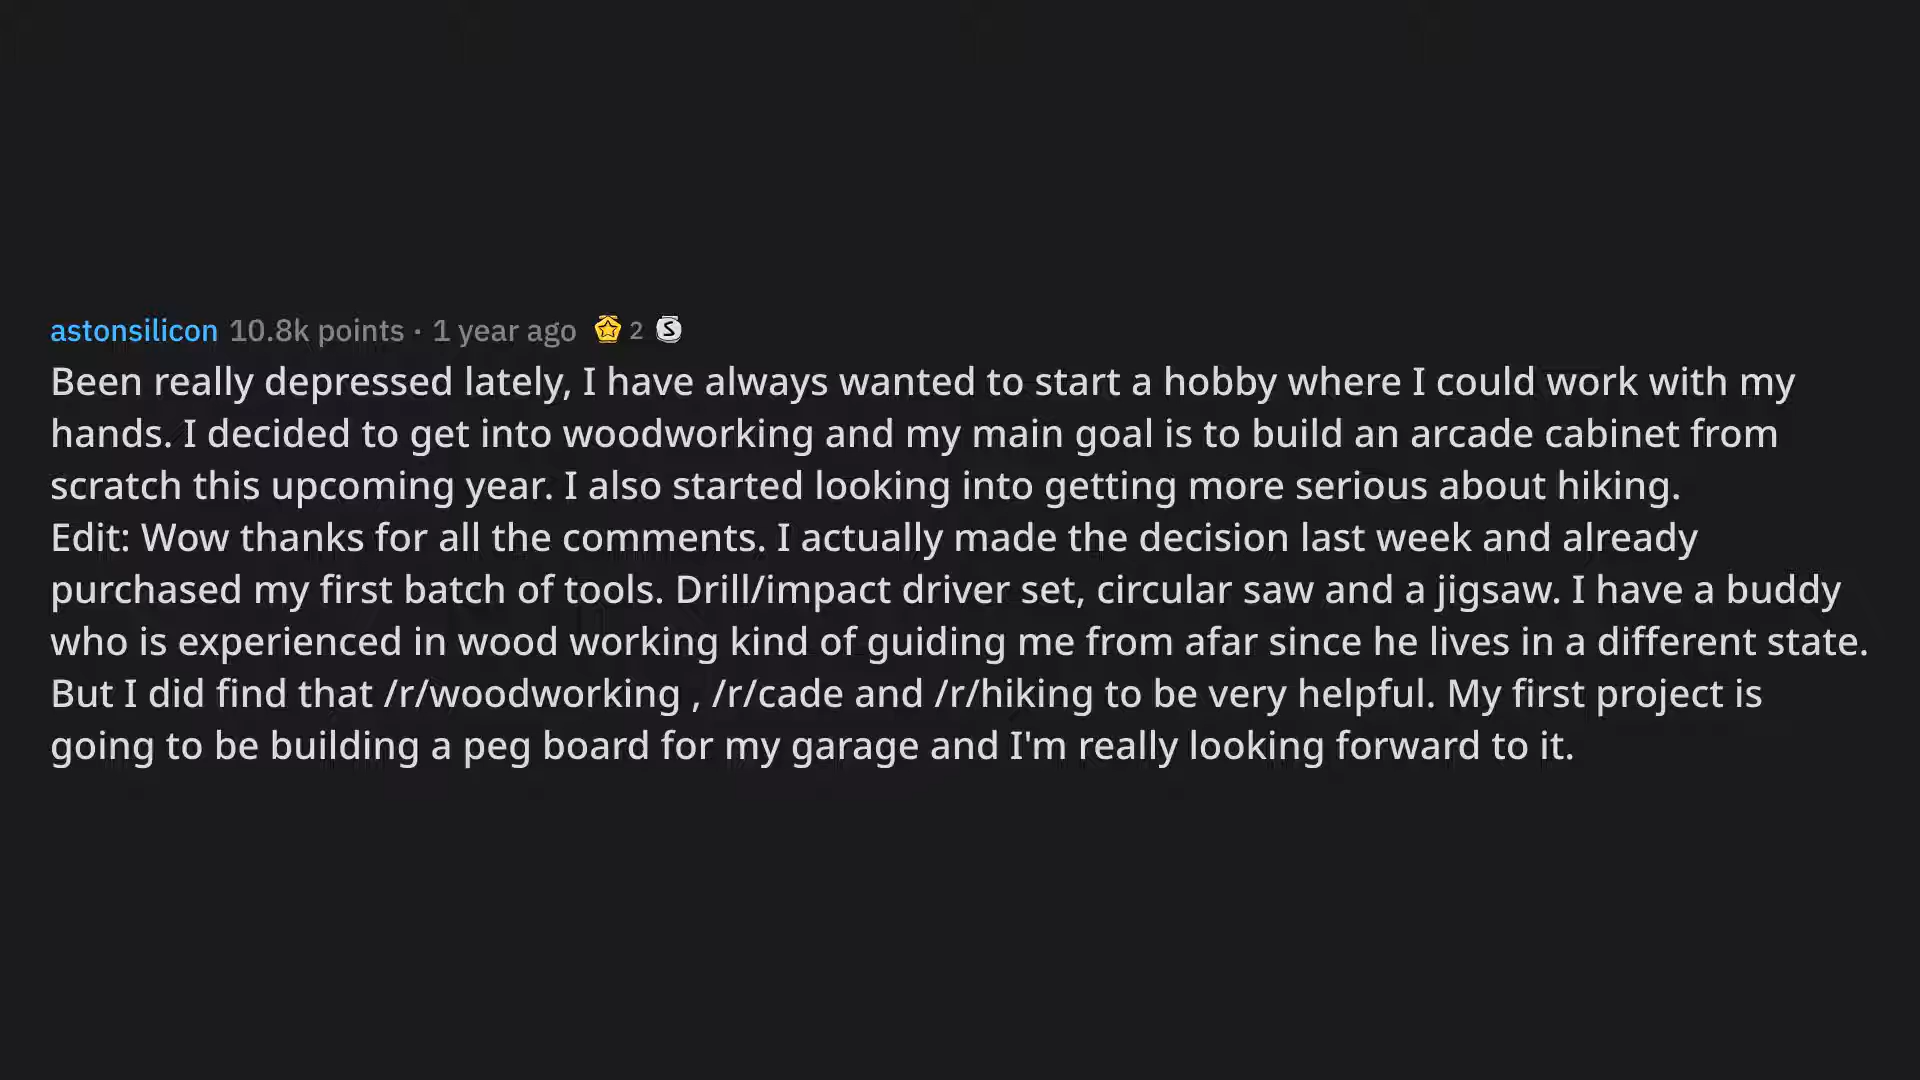 astonsilicon 10.8k points · 1 year ago 2 S
Been really depressed lately, I have always wanted to start a hobby where I could work with my
hands. I decided to get into woodworking and my main goal is to build an arcade cabinet from
scratch this upcoming year. I also started looking into getting more serious about hiking.
Edit: Wow thanks for all the comments. I actually made the decision last week and already
purchased my first batch of tools. Drill/impact driver set, circular saw and a jigsaw. I have a buddy
who is experienced in wood working kind of guiding me from afar since he lives in a different state.
But I did find that /r/woodworking , /r/cade and /r/hiking to be very helpful. My first project is
going to be building a peg board for my garage and I'm really looking forward to it.